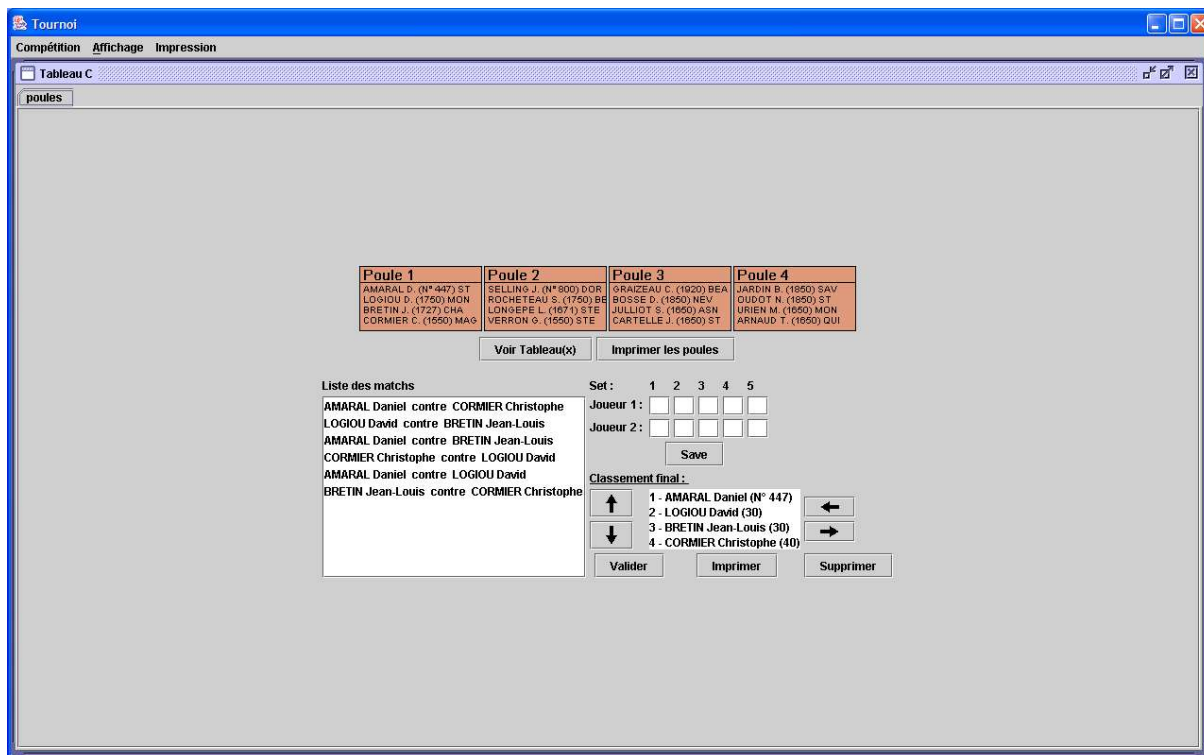 Tournoi
Compétition Affichage Impression
Tableau C
poules
Poule 1
AMARAL D. (N° 447) ST
LOGIOU D. (1750) MON
BRETIN J. (1727) CHA
CORMIER C. (1550) MAG
Poule 2
SELLING J. (N° 800) DOR
ROCHETEAU S. (1750) BE
LONGEPE L. (1671) STE
VERRON G. (1550) STE
Poule 3
GRAIZEAU C. (1920) BEA
BOSSE D. (1850) NEV
JULLIOT S. (1650) ASN
CARTELLE J. (1650) ST
Poule 4
JARDIN B. (1850) SAV
OUDOT N. (1850) ST
URIEN M. (1650) MON
ARNAUD T. (1650) QUI
Voir Tableau(x) Imprimer les poules
Liste des matchs
AMARAL Daniel contre CORMIER Christophe
LOGIOU David contre BRETIN Jean-Louis
AMARAL Daniel contre BRETIN Jean-Louis
CORMIER Christophe contre LOGIOU David
AMARAL Daniel contre LOGIOU David
BRETIN Jean-Louis contre CORMIER Christophe
Set : 1 2 3 4 5
Joueur 1 :
Joueur 2 :
Save
Classement final :
1 - AMARAL Daniel (N° 447)
2 - LOGIOU David (30)
3 - BRETIN Jean-Louis (30)
4 - CORMIER Christophe (40)
Valider Imprimer Supprimer